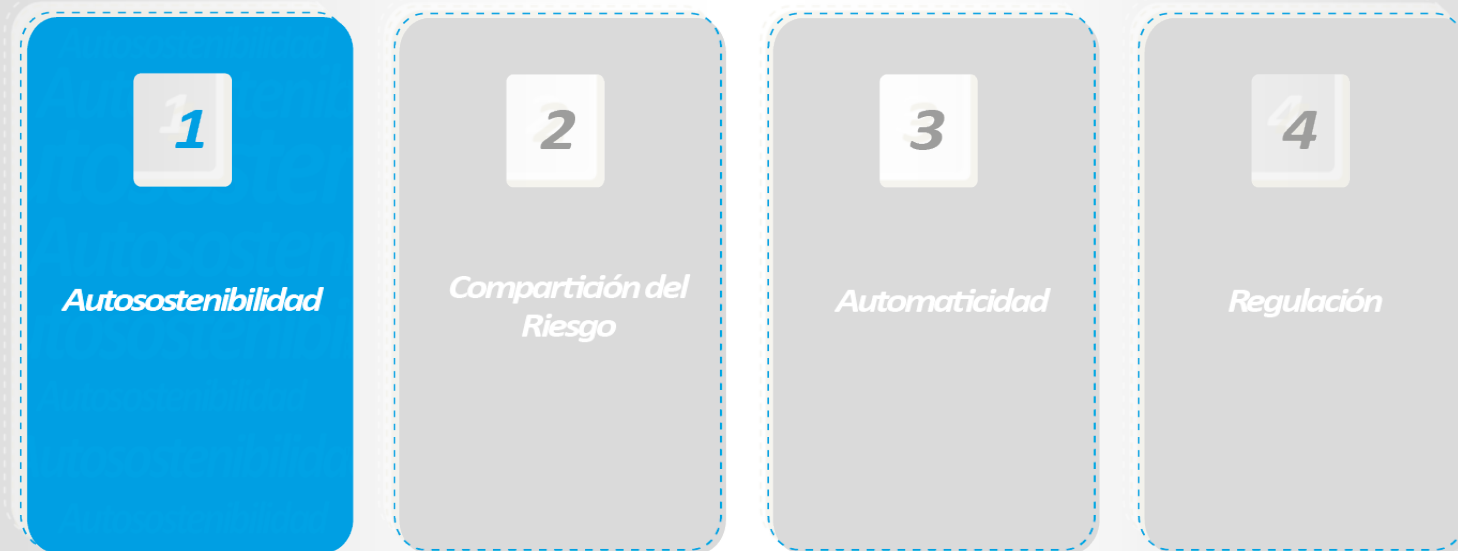 1
Autosostenibilidad
2
Compartición del
Riesgo
3
Automaticidad
4
Regulación